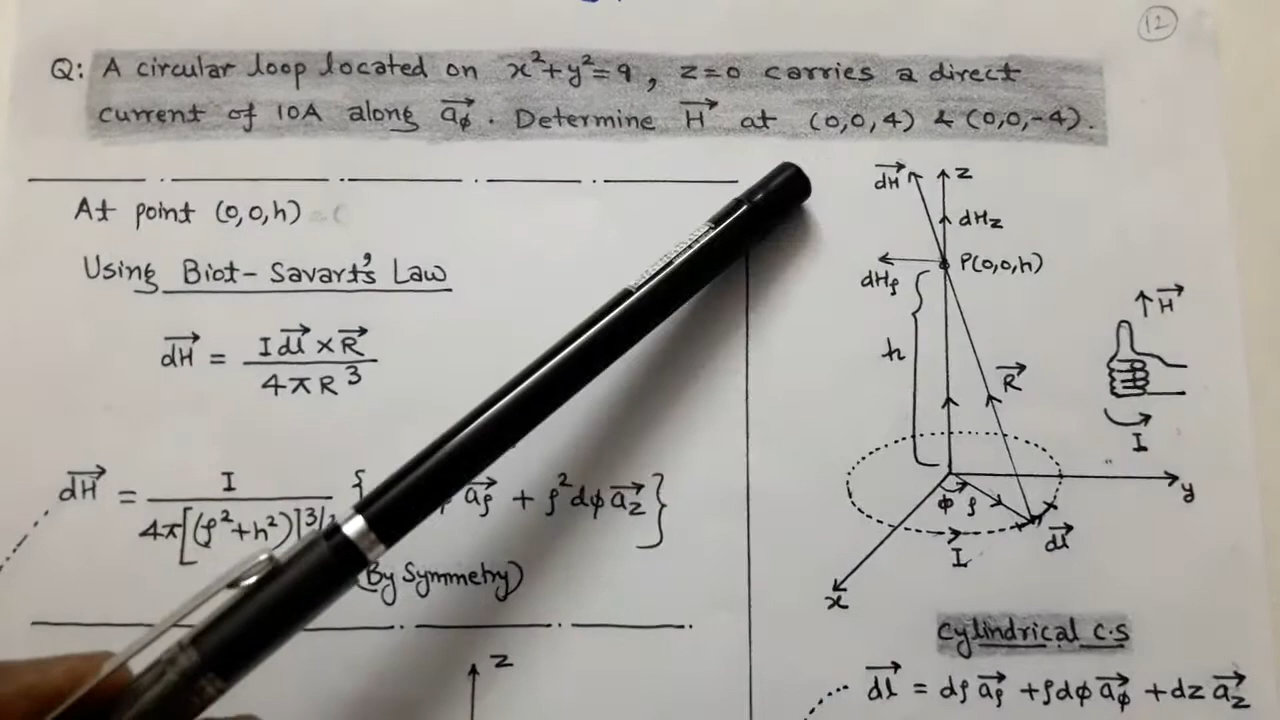 12
Q: A circular loop located on x²+y²=9, z=0 carries a direct
current of 10A along a⃗ϕ. Determine H⃗ at (0,0,4) & (0,0,-4).
At point (0,0,h)
Using Biot-Savart's Law
dH⃗ = I dl⃗ × R⃗ / 4πR³
dH⃗ = I / 4π[(ρ²+h²)]^3/2 { a⃗ρ + ρ²dϕ a⃗z }
(By Symmetry)
z
dH⃗
z
dHz
dHρ
P(0,0,h)
h
R⃗
↑H⃗
I
ϕ
ρ
y
I
dl⃗
x
Cylindrical C.S
dl⃗ = dρ a⃗ρ + ρdϕ a⃗ϕ + dz a⃗z